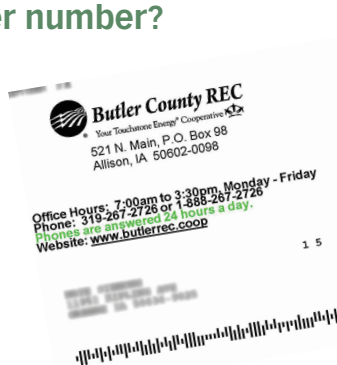 er number?
Butler County REC
Your Touchstone Energy® Cooperative
521 N. Main, P.O. Box 98
Allison, IA 50602-0098
Office Hours: 7:00am to 3:30pm, Monday - Friday
Phone: 319-267-2726 or 1-888-267-2726
Phones are answered 24 hours a day.
Website: www.butlerrec.coop
1 5